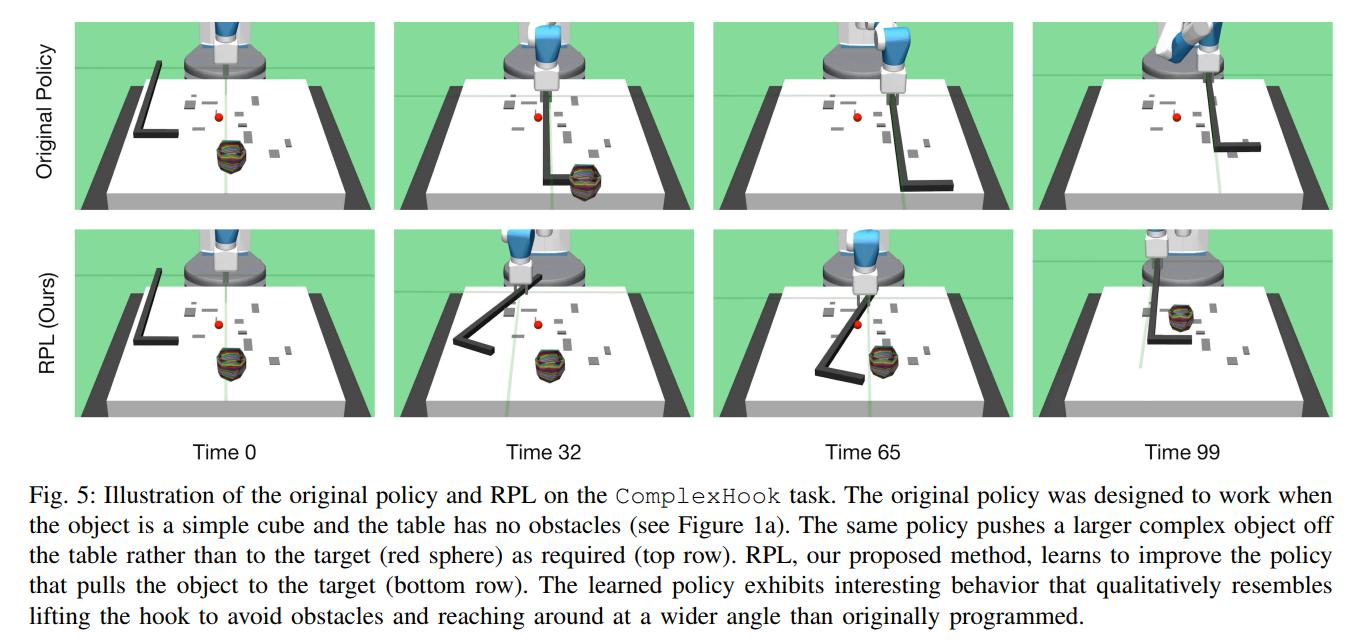 Original Policy
RPL (Ours)
Time 0
Time 32
Time 65
Time 99
Fig. 5: Illustration of the original policy and RPL on the ComplexHook task. The original policy was designed to work when
the object is a simple cube and the table has no obstacles (see Figure 1a). The same policy pushes a larger complex object off
the table rather than to the target (red sphere) as required (top row). RPL, our proposed method, learns to improve the policy
that pulls the object to the target (bottom row). The learned policy exhibits interesting behavior that qualitatively resembles
lifting the hook to avoid obstacles and reaching around at a wider angle than originally programmed.